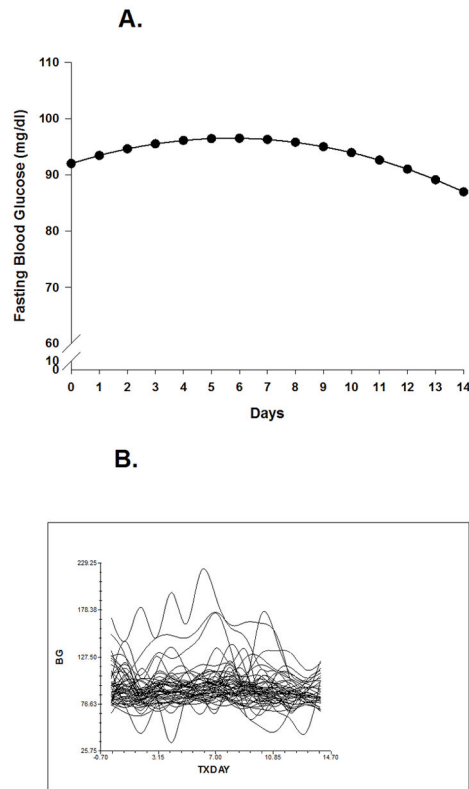 A.
Fasting Blood Glucose (mg/dl)
110
100
90
80
70
60
10
0
0 1 2 3 4 5 6 7 8 9 10 11 12 13 14
Days
B.
BG
229.25
178.38
127.50
76.63
25.75
-0.70 3.15 7.00 10.85 14.70
TXDAY